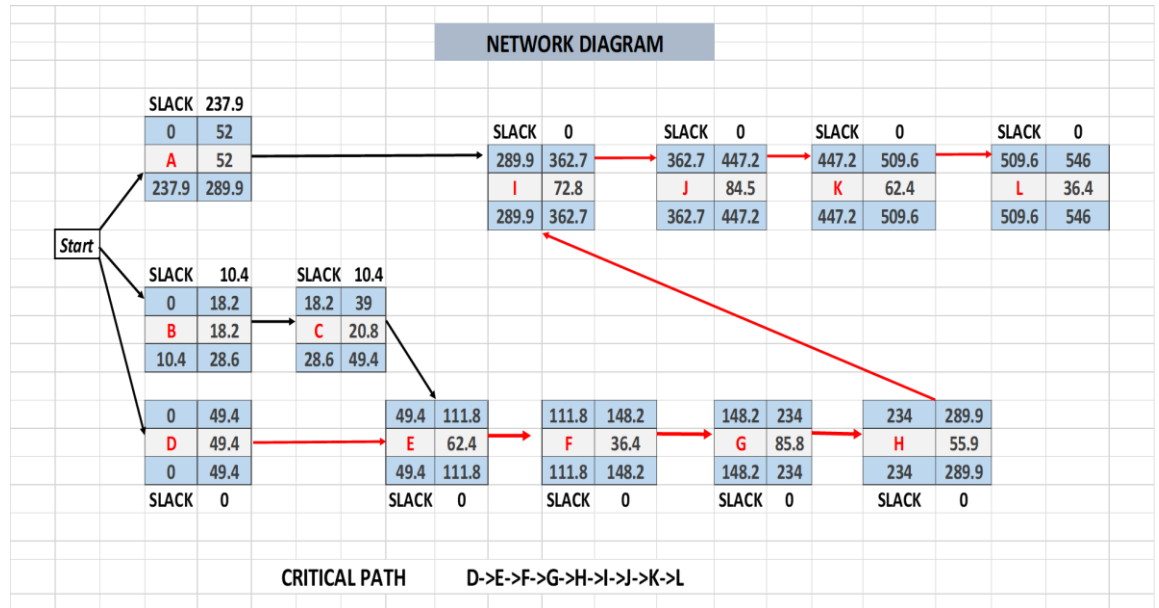 NETWORK DIAGRAM
SLACK 237.9
0 52
A 52
237.9 289.9
SLACK 0
289.9 362.7
I 72.8
289.9 362.7
SLACK 0
362.7 447.2
J 84.5
362.7 447.2
SLACK 0
447.2 509.6
K 62.4
447.2 509.6
SLACK 0
509.6 546
L 36.4
509.6 546
Start
SLACK 10.4
0 18.2
B 18.2
10.4 28.6
SLACK 10.4
18.2 39
C 20.8
28.6 49.4
0 49.4
D 49.4
0 49.4
SLACK 0
49.4 111.8
E 62.4
49.4 111.8
SLACK 0
111.8 148.2
F 36.4
111.8 148.2
SLACK 0
148.2 234
G 85.8
148.2 234
SLACK 0
234 289.9
H 55.9
234 289.9
SLACK 0
CRITICAL PATH D->E->F->G->H->I->J->K->L